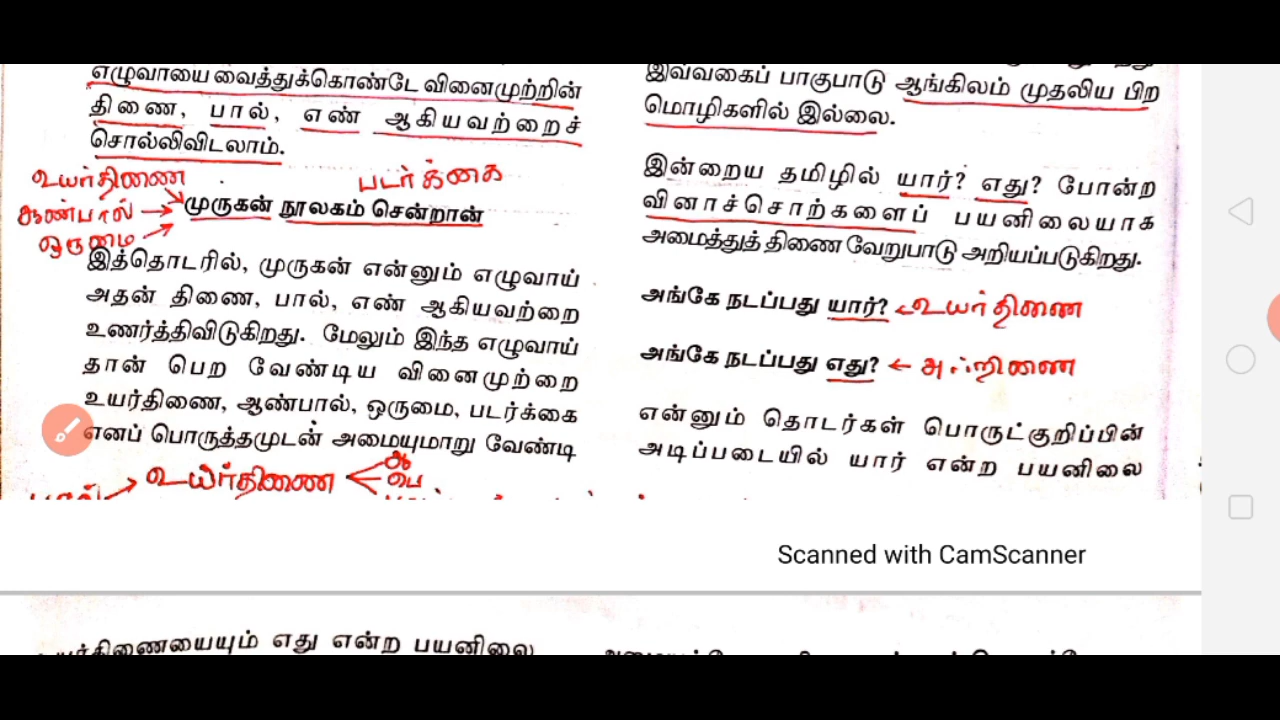 எழுவாயை வைத்துக்கொண்டே வினைமுற்றின்
திணை, பால், எண் ஆகியவற்றைச்
சொல்லிவிடலாம்.
உயர்திணை
படர்க்கை
ஆண்பால் → முருகன் நூலகம் சென்றான்
ஒருமை
இத்தொடரில், முருகன் என்னும் எழுவாய்
அதன் திணை, பால், எண் ஆகியவற்றை
உணர்த்திவிடுகிறது. மேலும் இந்த எழுவாய்
தான் பெற வேண்டிய வினைமுற்றை
உயர்திணை, ஆண்பால், ஒருமை, படர்க்கை
எனப் பொருத்தமுடன் அமையுமாறு வேண்டி
→ உயர்திணை
ஆ
பெ
இவ்வகைப் பாகுபாடு ஆங்கிலம் முதலிய பிற
மொழிகளில் இல்லை.
இன்றைய தமிழில் யார்? எது? போன்ற
வினாச்சொற்களைப் பயனிலையாக
அமைத்துத் திணை வேறுபாடு அறியப்படுகிறது.
அங்கே நடப்பது யார்? ← உயர்திணை
அங்கே நடப்பது எது? ← அஃறிணை
என்னும் தொடர்கள் பொருட்குறிப்பின்
அடிப்படையில் யார் என்ற பயனிலை
Scanned with CamScanner
உயர்திணையையும் எது என்ற பயனிலை